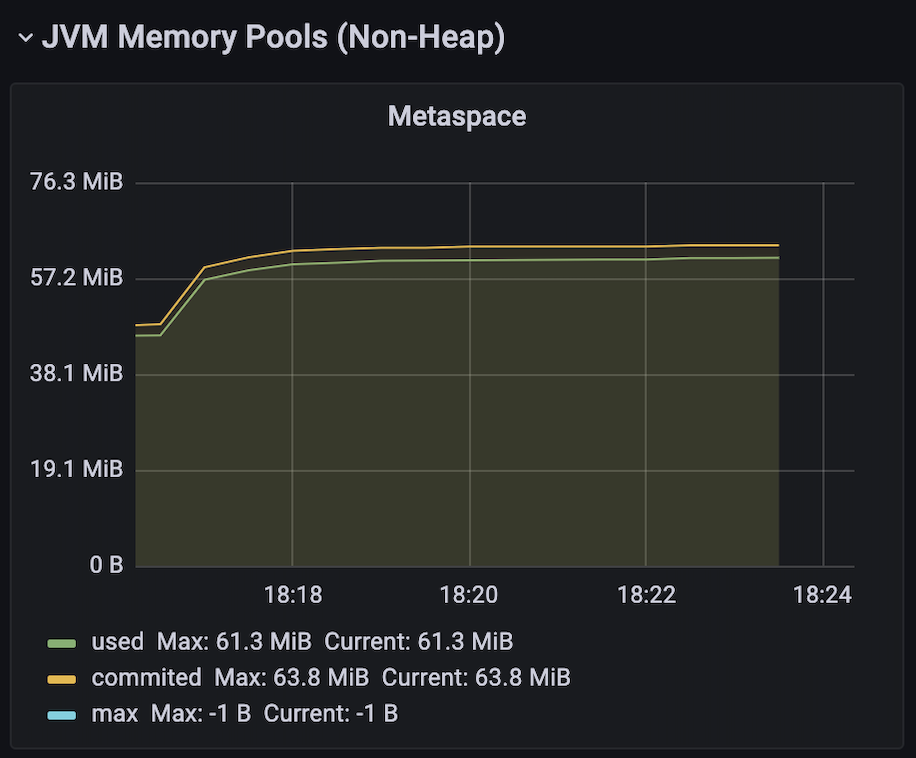 JVM Memory Pools (Non-Heap)
Metaspace
76.3 MiB
57.2 MiB
38.1 MiB
19.1 MiB
0 B
18:18 18:20 18:22 18:24
used Max: 61.3 MiB Current: 61.3 MiB
commited Max: 63.8 MiB Current: 63.8 MiB
max Max: -1 B Current: -1 B